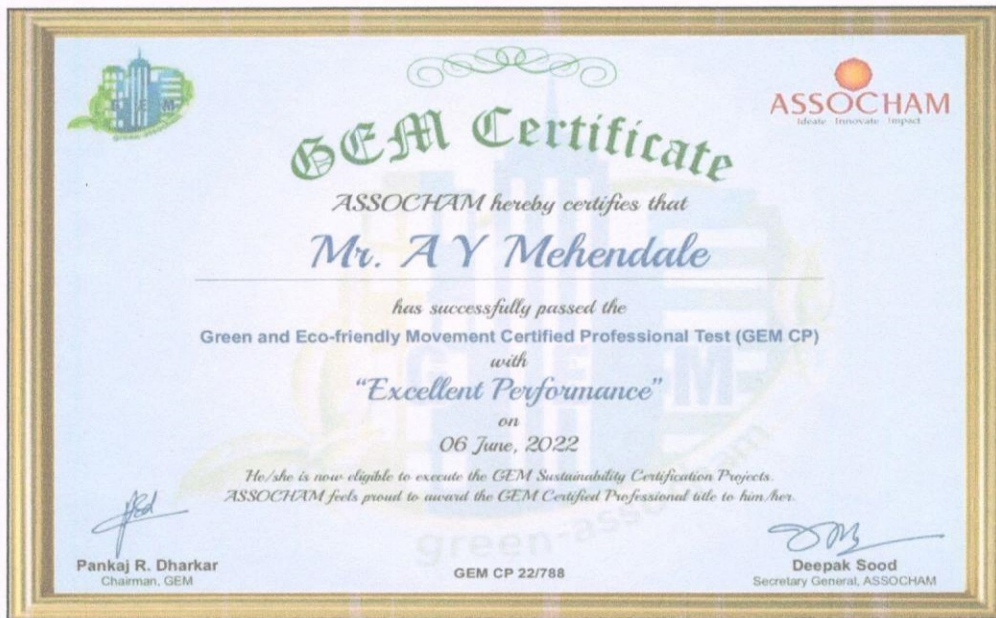 G E M
green-assocham
ASSOCHAM
Ideate Innovate Impact
GEM Certificate
ASSOCHAM hereby certifies that
Mr. A Y Mehendale
has successfully passed the
Green and Eco-friendly Movement Certified Professional Test (GEM CP)
with
“Excellent Performance”
on
06 June, 2022
He/she is now eligible to execute the GEM Sustainability Certification Projects.
ASSOCHAM feels proud to award the GEM Certified Professional title to him/her.
Pankaj R. Dharkar
Chairman, GEM
GEM CP 22/788
Deepak Sood
Secretary General, ASSOCHAM